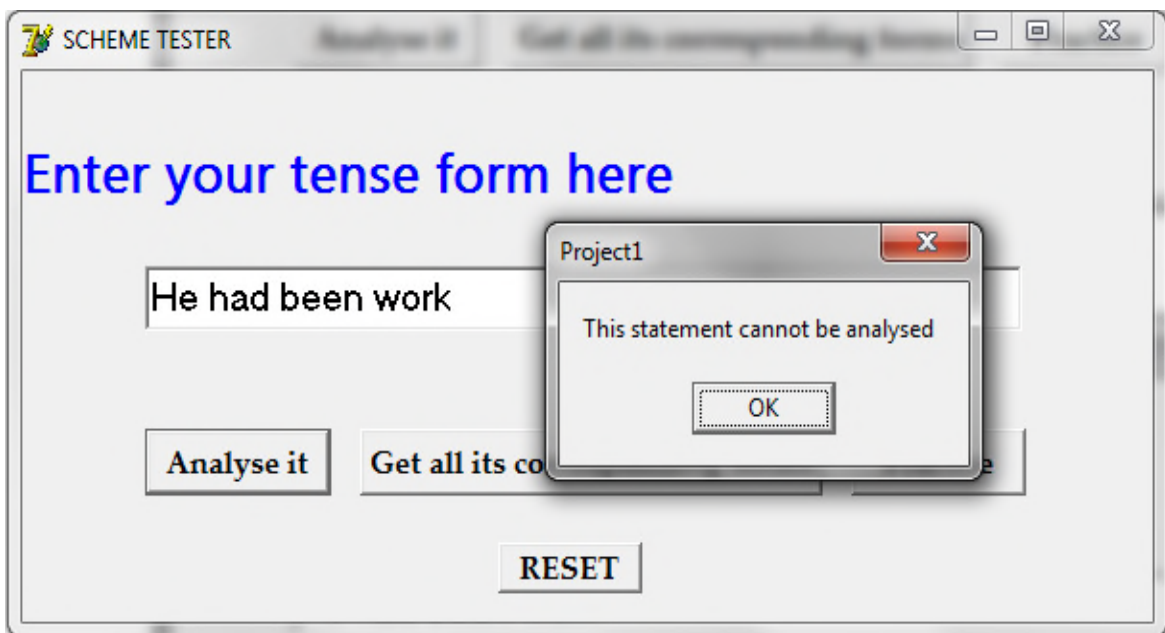 SCHEME TESTER
Enter your tense form here
Project1
He had been work
This statement cannot be analysed
OK
Analyse it
Get all its
RESET